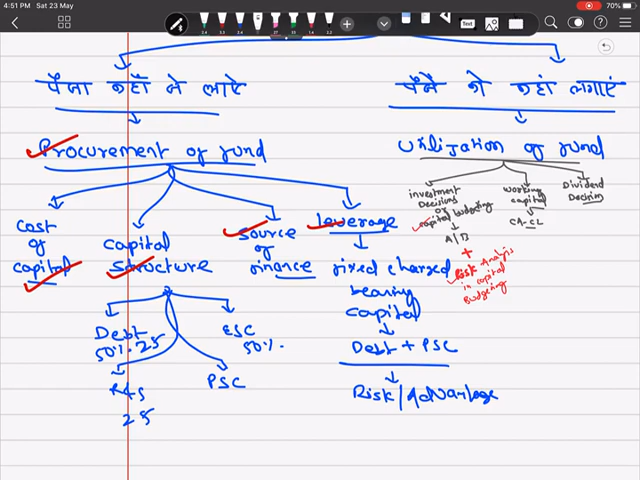 4:51 PM Sat 23 May
70%
Text
पैसा कहाँ से लाएं
पैसे को कहां लगाएं
Procurement of fund
Utilization of fund
Cost
of
capital
capital
Structure
Source
of
finance
Leverage
fixed charged
bearing
capital
Debt + PSC
Risk/Advantage
Debt
50%. 25
ESC
50%.
R&S
25
PSC
investment
Decisions
or
capital budgeting
A/B
+
Risk Analysis
in capital
Budgeting
working
capital
CA-CL
Dividend
Decision